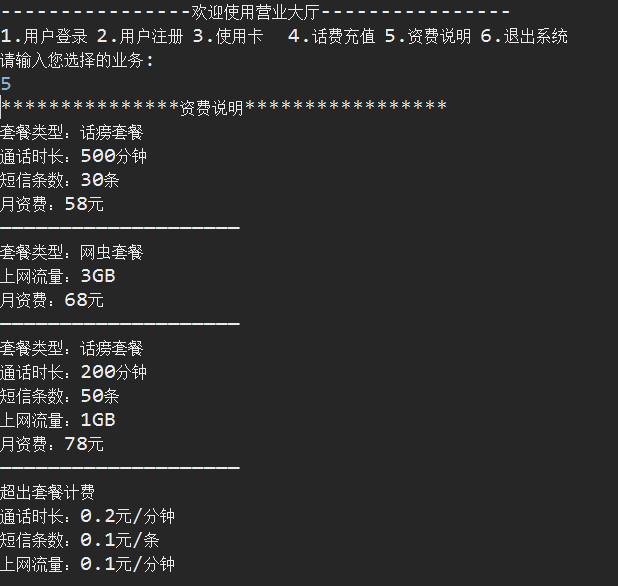 ----------------欢迎使用营业大厅----------------
1.用户登录 2.用户注册 3.使用卡  4.话费充值 5.资费说明 6.退出系统
请输入您选择的业务:
5
***************资费说明*****************
套餐类型：话痨套餐
通话时长：500分钟
短信条数：30条
月资费：58元
————————————————————
套餐类型：网虫套餐
上网流量：3GB
月资费：68元
————————————————————
套餐类型：话痨套餐
通话时长：200分钟
短信条数：50条
上网流量：1GB
月资费：78元
————————————————————
超出套餐计费
通话时长：0.2元/分钟
短信条数：0.1元/条
上网流量：0.1元/分钟